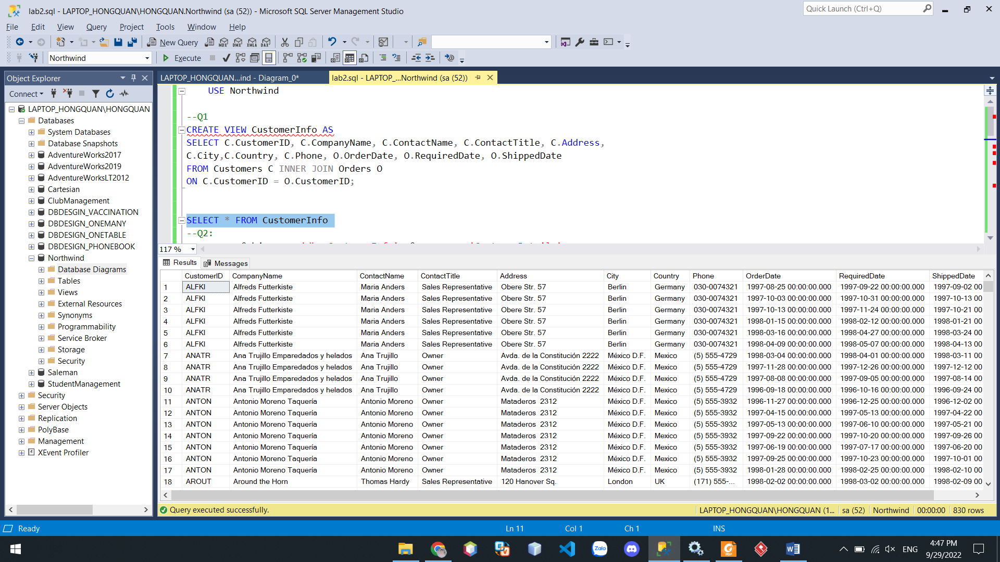 lab2.sql - LAPTOP_HONGQUAN\HONGQUAN.Northwind (sa (52)) - Microsoft SQL Server Management Studio
Quick Launch (Ctrl+Q)
File Edit View Query Project Tools Window Help
New Query MDX DMX XMLA DAX
Northwind Execute
Object Explorer
Connect
LAPTOP_HONGQUAN\HONGQUAN
Databases
System Databases
Database Snapshots
AdventureWorks2017
AdventureWorks2019
AdventureWorksLT2012
Cartesian
ClubManagement
DBDESGIN_VACCINATION
DBDESIGN_ONEMANY
DBDESIGN_ONETABLE
DBDESIGN_PHONEBOOK
Northwind
Database Diagrams
Tables
Views
External Resources
Synonyms
Programmability
Service Broker
Storage
Security
Saleman
StudentManagement
Security
Server Objects
Replication
PolyBase
Management
XEvent Profiler
LAPTOP_HONGQUAN...ind - Diagram_0* lab2.sql - LAPTOP_...Northwind (sa (52))
USE Northwind
--Q1
CREATE VIEW CustomerInfo AS
SELECT C.CustomerID, C.CompanyName, C.ContactName, C.ContactTitle, C.Address,
C.City,C.Country, C.Phone, O.OrderDate, O.RequiredDate, O.ShippedDate
FROM Customers C INNER JOIN Orders O
ON C.CustomerID = O.CustomerID;
SELECT * FROM CustomerInfo
--Q2:
117 %
Results Messages
CustomerID CompanyName ContactName ContactTitle Address City Country Phone OrderDate RequiredDate ShippedDate
1 ALFKI Alfreds Futterkiste Maria Anders Sales Representative Obere Str. 57 Berlin Germany 030-0074321 1997-08-25 00:00:00.000 1997-09-22 00:00:00.000 1997-09-02 00
2 ALFKI Alfreds Futterkiste Maria Anders Sales Representative Obere Str. 57 Berlin Germany 030-0074321 1997-10-03 00:00:00.000 1997-10-31 00:00:00.000 1997-10-13 00
3 ALFKI Alfreds Futterkiste Maria Anders Sales Representative Obere Str. 57 Berlin Germany 030-0074321 1997-10-13 00:00:00.000 1997-11-24 00:00:00.000 1997-10-21 00
4 ALFKI Alfreds Futterkiste Maria Anders Sales Representative Obere Str. 57 Berlin Germany 030-0074321 1998-01-15 00:00:00.000 1998-02-12 00:00:00.000 1998-01-21 00
5 ALFKI Alfreds Futterkiste Maria Anders Sales Representative Obere Str. 57 Berlin Germany 030-0074321 1998-03-16 00:00:00.000 1998-04-27 00:00:00.000 1998-03-24 00
6 ALFKI Alfreds Futterkiste Maria Anders Sales Representative Obere Str. 57 Berlin Germany 030-0074321 1998-04-09 00:00:00.000 1998-05-07 00:00:00.000 1998-04-13 00
7 ANATR Ana Trujillo Emparedados y helados Ana Trujillo Owner Avda. de la Constitución 2222 México D.F. Mexico (5) 555-4729 1998-03-04 00:00:00.000 1998-04-01 00:00:00.000 1998-03-11 00
8 ANATR Ana Trujillo Emparedados y helados Ana Trujillo Owner Avda. de la Constitución 2222 México D.F. Mexico (5) 555-4729 1997-11-28 00:00:00.000 1997-12-26 00:00:00.000 1997-12-12 00
9 ANATR Ana Trujillo Emparedados y helados Ana Trujillo Owner Avda. de la Constitución 2222 México D.F. Mexico (5) 555-4729 1997-08-08 00:00:00.000 1997-09-05 00:00:00.000 1997-08-14 00
10 ANATR Ana Trujillo Emparedados y helados Ana Trujillo Owner Avda. de la Constitución 2222 México D.F. Mexico (5) 555-4729 1996-09-18 00:00:00.000 1996-10-16 00:00:00.000 1996-09-24 00
11 ANTON Antonio Moreno Taquería Antonio Moreno Owner Mataderos 2312 México D.F. Mexico (5) 555-3932 1996-11-27 00:00:00.000 1996-12-25 00:00:00.000 1996-12-02 00
12 ANTON Antonio Moreno Taquería Antonio Moreno Owner Mataderos 2312 México D.F. Mexico (5) 555-3932 1997-04-15 00:00:00.000 1997-05-13 00:00:00.000 1997-04-22 00
13 ANTON Antonio Moreno Taquería Antonio Moreno Owner Mataderos 2312 México D.F. Mexico (5) 555-3932 1997-05-13 00:00:00.000 1997-06-10 00:00:00.000 1997-05-21 00
14 ANTON Antonio Moreno Taquería Antonio Moreno Owner Mataderos 2312 México D.F. Mexico (5) 555-3932 1997-09-22 00:00:00.000 1997-10-20 00:00:00.000 1997-09-26 00
15 ANTON Antonio Moreno Taquería Antonio Moreno Owner Mataderos 2312 México D.F. Mexico (5) 555-3932 1997-06-19 00:00:00.000 1997-07-17 00:00:00.000 1997-06-20 00
16 ANTON Antonio Moreno Taquería Antonio Moreno Owner Mataderos 2312 México D.F. Mexico (5) 555-3932 1997-09-25 00:00:00.000 1997-10-23 00:00:00.000 1997-10-01 00
17 ANTON Antonio Moreno Taquería Antonio Moreno Owner Mataderos 2312 México D.F. Mexico (5) 555-3932 1998-01-28 00:00:00.000 1998-02-25 00:00:00.000 1998-02-10 00
18 AROUT Around the Horn Thomas Hardy Sales Representative 120 Hanover Sq. London UK (171) 555-... 1998-02-02 00:00:00.000 1998-03-02 00:00:00.000 1998-02-09 00
Query executed successfully. LAPTOP_HONGQUAN\HONGQUAN (1... sa (52) Northwind 00:00:00 830 rows
Ready Ln 11 Col 1 Ch 1 INS
Zalo PDF ENG 4:47 PM
9/29/2022